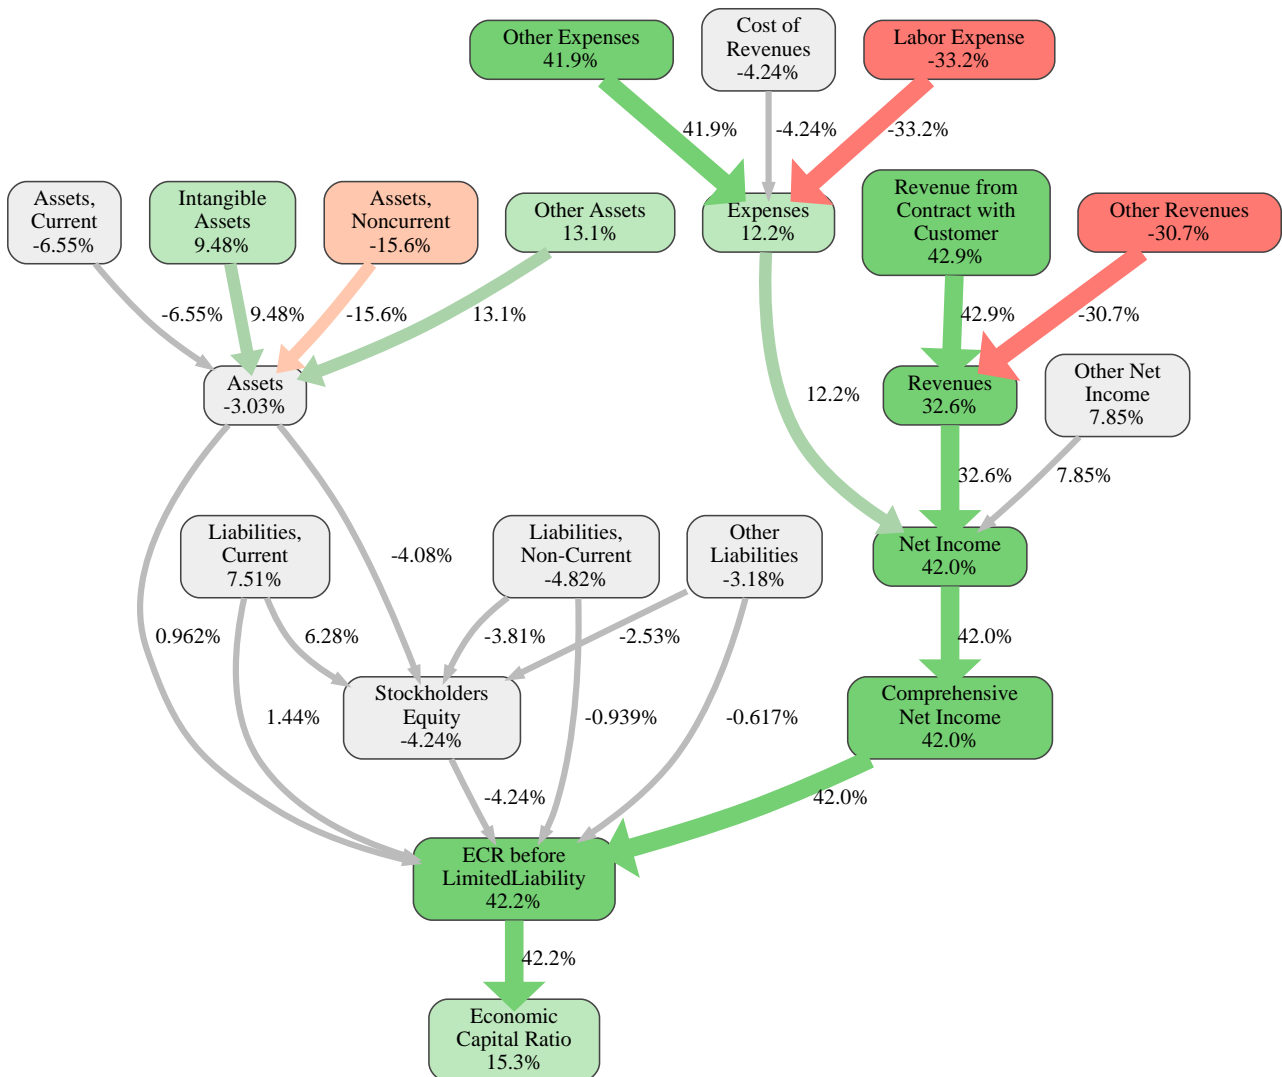 Other Expenses
41.9%
Cost of
Revenues
-4.24%
Labor Expense
-33.2%
41.9%
-4.24%
-33.2%
Assets,
Current
-6.55%
Intangible
Assets
9.48%
Assets,
Noncurrent
-15.6%
Other Assets
13.1%
Expenses
12.2%
Revenue from
Contract with
Customer
42.9%
Other Revenues
-30.7%
-6.55%
9.48%
-15.6%
13.1%
42.9%
-30.7%
Assets
-3.03%
12.2%
Revenues
32.6%
Other Net
Income
7.85%
32.6%
7.85%
Liabilities,
Current
7.51%
-4.08%
Liabilities,
Non-Current
-4.82%
Other
Liabilities
-3.18%
Net Income
42.0%
0.962%
6.28%
-3.81%
-2.53%
42.0%
Stockholders
Equity
-4.24%
1.44%
-0.939%
-0.617%
Comprehensive
Net Income
42.0%
-4.24%
42.0%
ECR before
LimitedLiability
42.2%
42.2%
Economic
Capital Ratio
15.3%